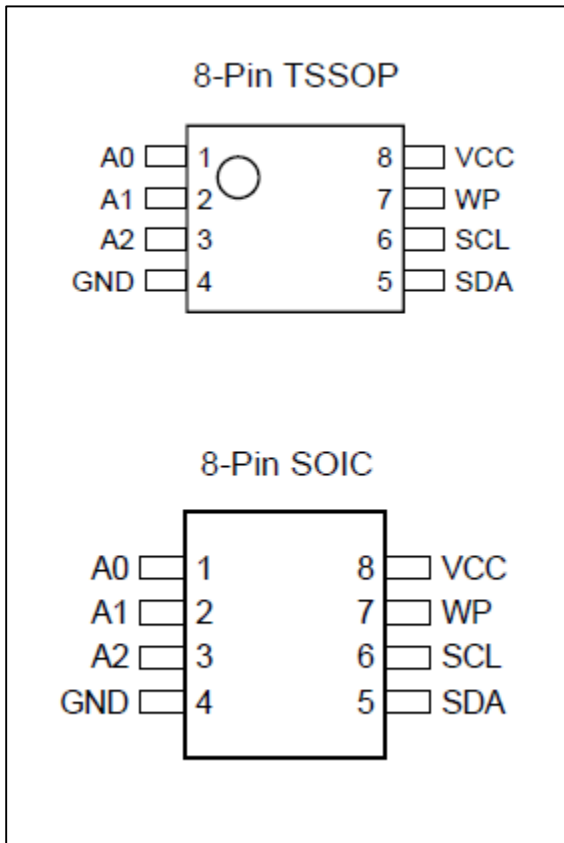 8-Pin TSSOP
A0 1 8 VCC
A1 2 7 WP
A2 3 6 SCL
GND 4 5 SDA
8-Pin SOIC
A0 1 8 VCC
A1 2 7 WP
A2 3 6 SCL
GND 4 5 SDA